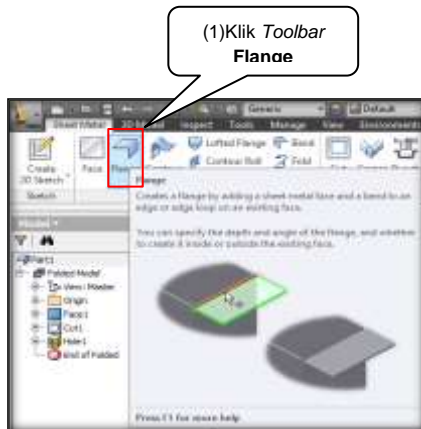 (1)Klik Toolbar
Flange
Generic Default
Sheet Metal 3D Model Inspect Tools Manage View Environments
Lofted Flange Bend
Create 2D Sketch Face Contour Roll Fold
Sketch
Flange
Creates a flange by adding a sheet metal face and a bend to an
edge or edge loop on an existing face.
You can specify the depth and angle of the flange, and whether
to create it inside or outside the existing face.
Model
Part1
Folded Model
View: Master
Origin
Face1
Cut1
Hole1
End of Folded
Press F1 for more help